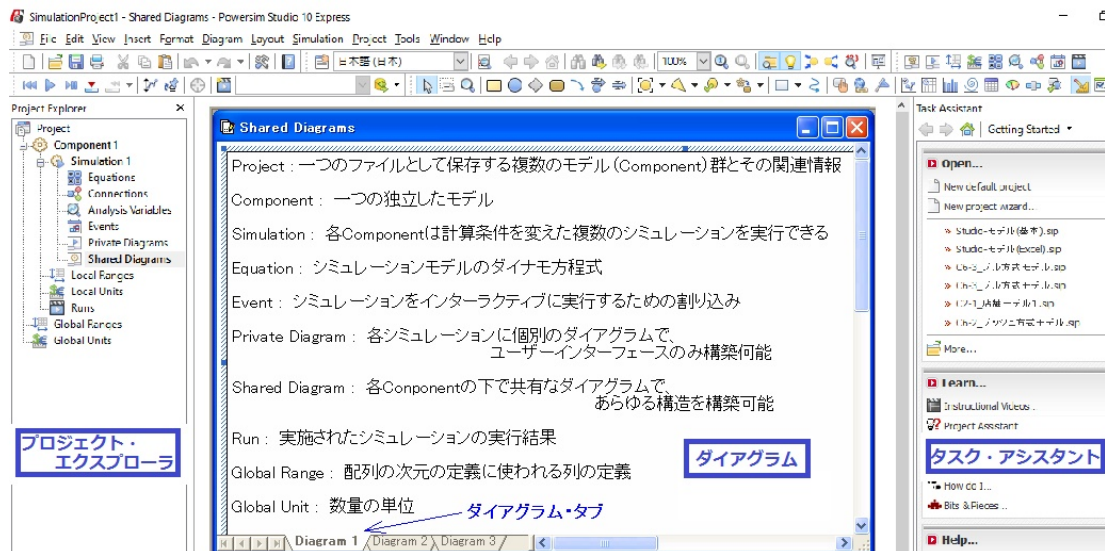 SimulationProject1 - Shared Diagrams - Powersim Studio 10 Express
File Edit View Insert Format Diagram Layout Simulation Project Tools Window Help
日本語(日本)
100%
Project Explorer
Project
Component 1
Simulation 1
Equations
Connections
Analysis Variables
Events
Private Diagrams
Shared Diagrams
Local Ranges
Local Units
Runs
Global Ranges
Global Units
プロジェクト・
エクスプローラ
Shared Diagrams
Project : 一つのファイルとして保存する複数のモデル(Component)群とその関連情報
Component : 一つの独立したモデル
Simulation : 各Componentは計算条件を変えた複数のシミュレーションを実行できる
Equation : シミュレーションモデルのダイナモ方程式
Event : シミュレーションをインターラクティブに実行するための割り込み
Private Diagram : 各シミュレーションに個別のダイアグラムで、
ユーザーインターフェースのみ構築何能
Shared Diagram : 各Conponentの下で共有なダイアグラムで、
あらゆる構造を構築可能
Run : 実施されたシミュレーションの実行結果
Global Range : 配列の次元の定義に使われる列の定義
Global Unit : 数量の単位
ダイアグラム
ダイアグラム・タブ
Diagram 1 Diagram 2 Diagram 3
Task Assistant
Getting Started
Open...
New default project
New project wizard...
Studio-モデル(基本).sip
Studio-モデル(Excel).sip
More...
Learn...
Instructional Videos...
Project Assistant
タスク・アシスタント
How do I...
Bits & Pieces...
Help...